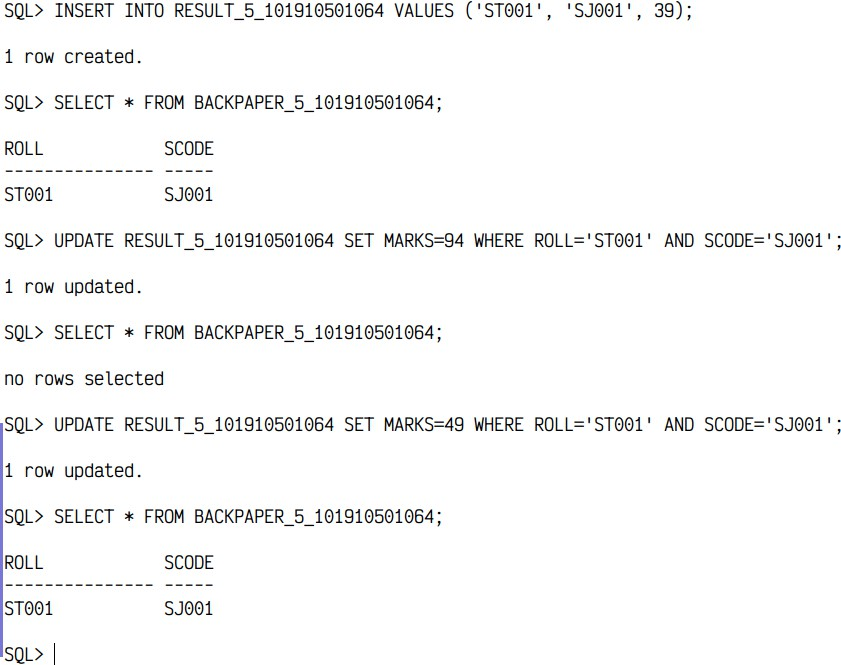 SQL> INSERT INTO RESULT_5_101910501064 VALUES ('ST001', 'SJ001', 39);
1 row created.
SQL> SELECT * FROM BACKPAPER_5_101910501064;
ROLL            SCODE
--------------- -----
ST001           SJ001
SQL> UPDATE RESULT_5_101910501064 SET MARKS=94 WHERE ROLL='ST001' AND SCODE='SJ001';
1 row updated.
SQL> SELECT * FROM BACKPAPER_5_101910501064;
no rows selected
SQL> UPDATE RESULT_5_101910501064 SET MARKS=49 WHERE ROLL='ST001' AND SCODE='SJ001';
1 row updated.
SQL> SELECT * FROM BACKPAPER_5_101910501064;
ROLL            SCODE
--------------- -----
ST001           SJ001
SQL>